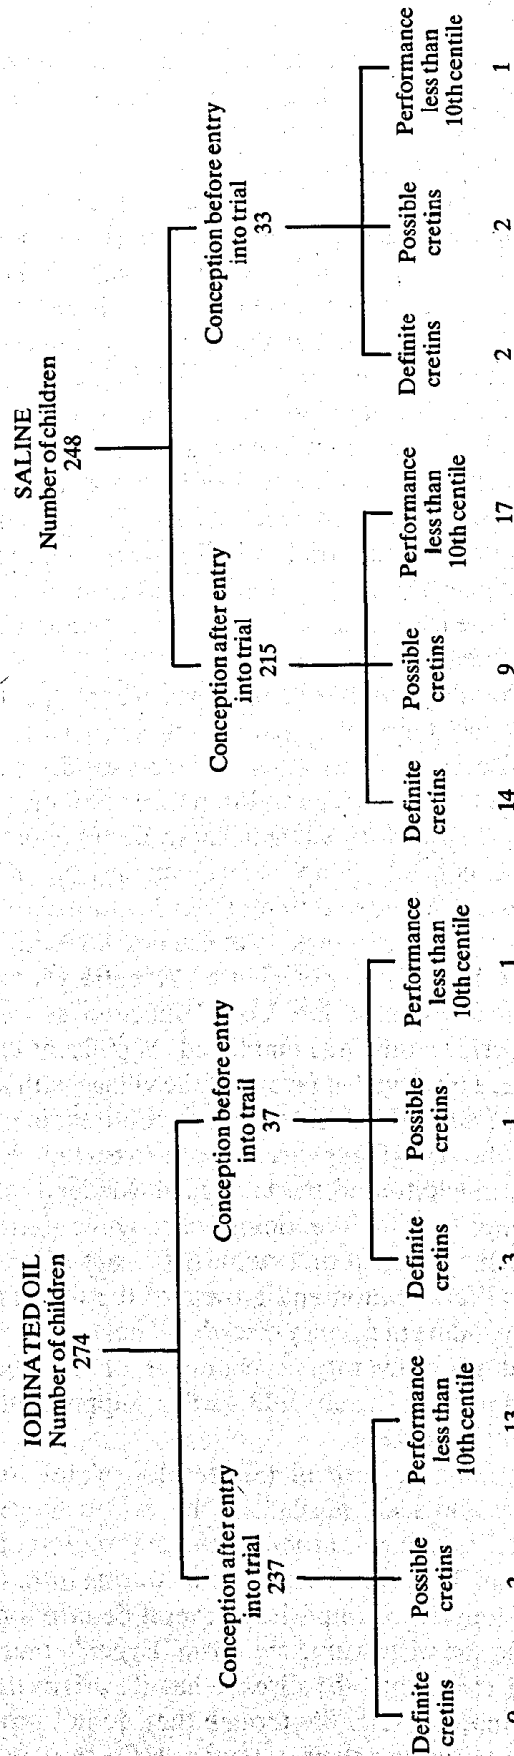 IODINATED OIL
Number of children
274
SALINE
Number of children
248
Conception after entry
into trial
237
Conception before entry
into trail
37
Conception after entry
into trial
215
Conception before entry
into trial
33
Definite
cretins
Possible
cretins
Performance
less than
10th centile
13
Definite
cretins
3
Possible
cretins
1
Performance
less than
10th centile
1
Definite
cretins
14
Possible
cretins
9
Performance
less than
10th centile
17
Definite
cretins
2
Possible
cretins
2
Performance
less than
10th centile
1